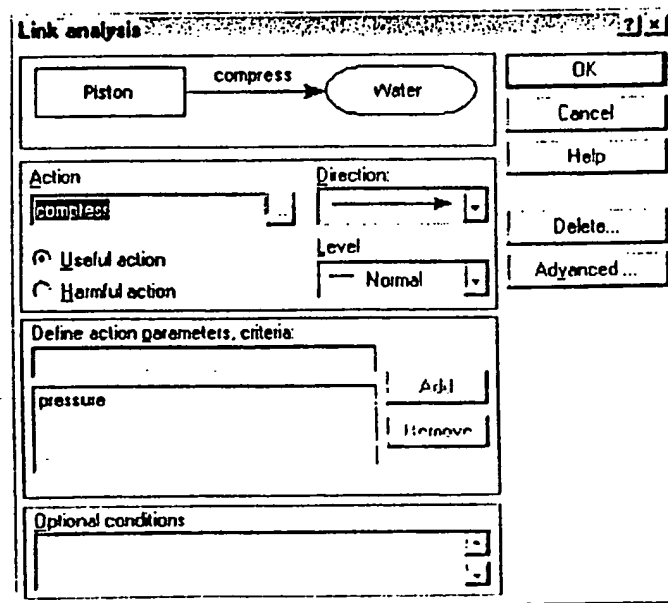 Link analysis
compress
Piston
Water
OK
Cancel
Help
Delete...
Advanced ...
Action
compress
...
Direction:
Useful action
Harmful action
Level
Normal
Define action parameters, criteria:
Add
pressure
Remove
Optional conditions